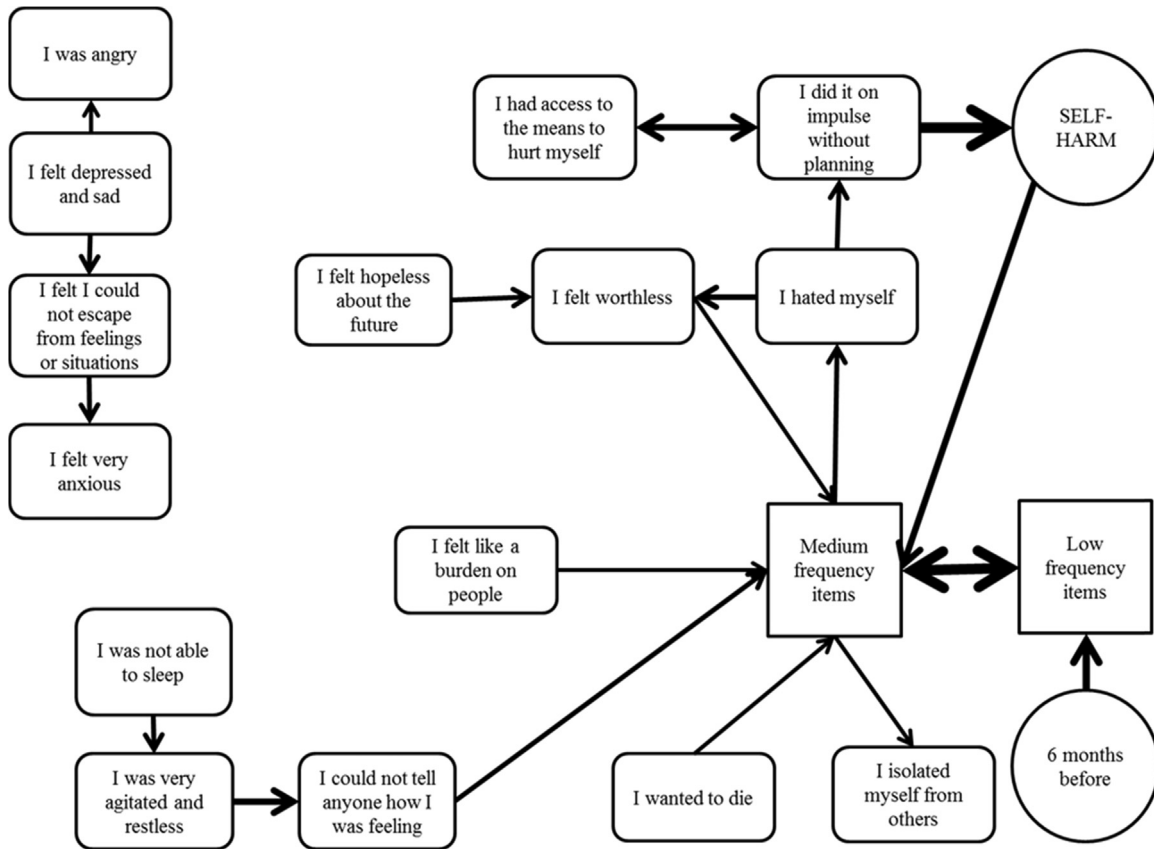 I was angry
I felt depressed
and sad
I felt I could
not escape
from feelings
or situations
I felt very
anxious
I had access to
the means to
hurt myself
I did it on
impulse
without
planning
SELF-
HARM
I felt hopeless
about the
future
I felt worthless
I hated myself
I felt like a
burden on
people
Medium
frequency
items
Low
frequency
items
I was not able
to sleep
I was very
agitated and
restless
I could not tell
anyone how I
was feeling
I wanted to die
I isolated
myself from
others
6 months
before